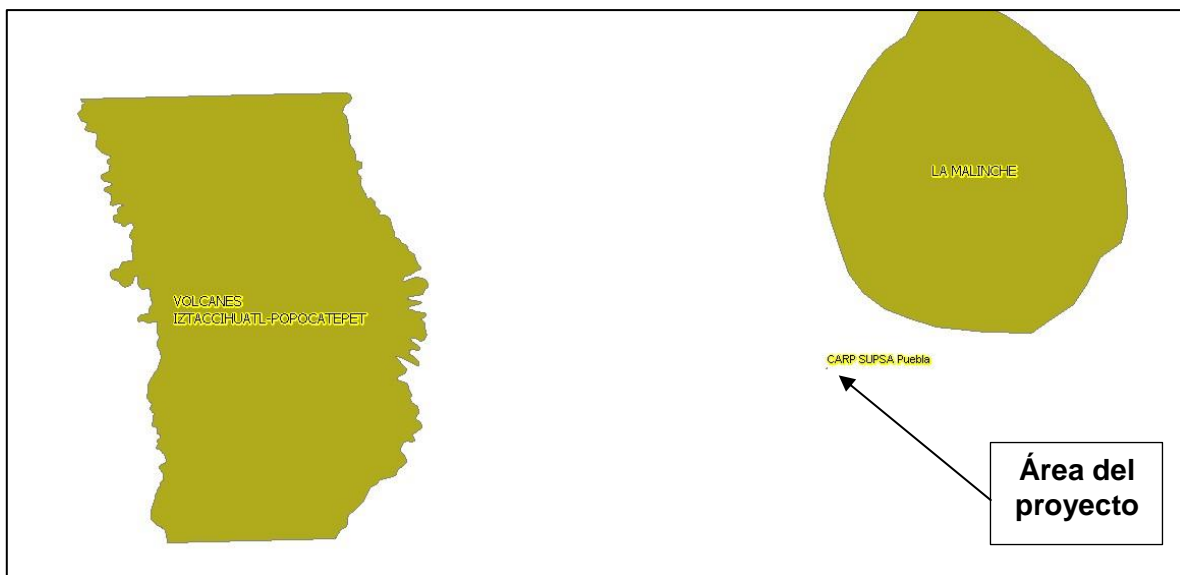 LA MALINCHE
VOLCANES
IZTACCIHUATL-POPOCATEPET
CARP SUPSA Puebla
Área del
proyecto